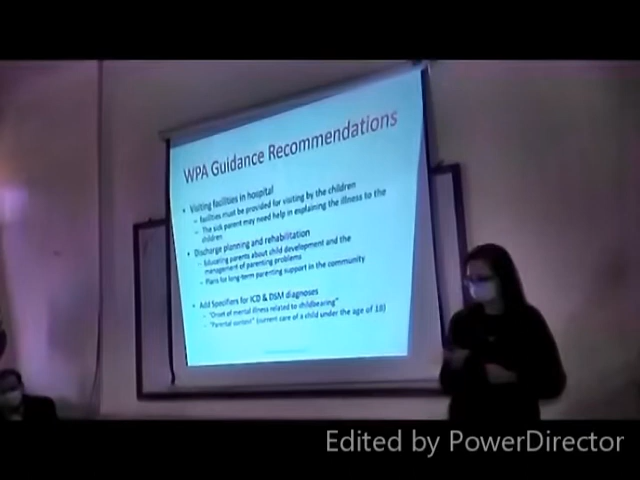 WPA Guidance Recommendations
• Visiting facilities in hospital
– Facilities must be provided for visiting by the children
– The sick parent may need help in explaining the illness to the
children
• Discharge planning and rehabilitation
– Educating parents about child development and the
management of parenting problems
– Plans for long-term parenting support in the community
• Add Specifiers for ICD & DSM diagnoses
– "Onset of mental illness related to childbearing"
– "Parental context" (current care of a child under the age of 18)
Edited by PowerDirector